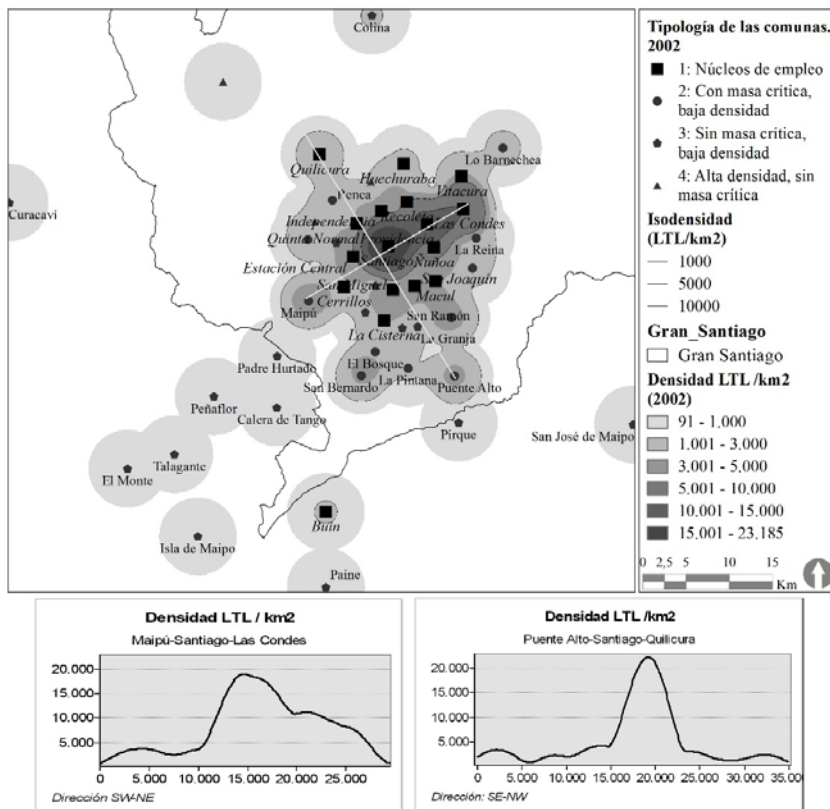 Colina
Quilicura
Huechuraba
Lo Barnechea
Vitacura
Renca
Curacaví
Independencia
Recoleta
Las Condes
Quinta Normal
Providencia
La Reina
Santiago
Ñuñoa
Estación Central
San Miguel
San Joaquín
Cerrillos
Macul
Maipú
San Ramón
La Cisterna
La Granja
El Bosque
Padre Hurtado
San Bernardo
La Pintana
Puente Alto
Peñaflor
Calera de Tango
Pirque
San José de Maipo
Talagante
El Monte
Buin
Isla de Maipo
Paine
Tipología de las comunas.
2002
1: Núcleos de empleo
2: Con masa crítica,
baja densidad
3: Sin masa crítica,
baja densidad
4: Alta densidad, sin
masa crítica
Isodensidad
(LTL/km2)
1000
5000
10000
Gran_Santiago
Gran Santiago
Densidad LTL /km2
(2002)
91 - 1.000
1.001 - 3.000
3.001 - 5.000
5.001 - 10.000
10.001 - 15.000
15.001 - 23.185
0 2,5 5 10 15
Km
Densidad LTL / km2
Maipú-Santiago-Las Condes
20.000
15.000
10.000
5.000
0 5.000 10.000 15.000 20.000 25.000
Dirección SW-NE
Densidad LTL /km2
Puente Alto-Santiago-Quilicura
20.000
15.000
10.000
5.000
0 5.000 10.000 15.000 20.000 25.000 30.000 35.000
Dirección: SE-NW